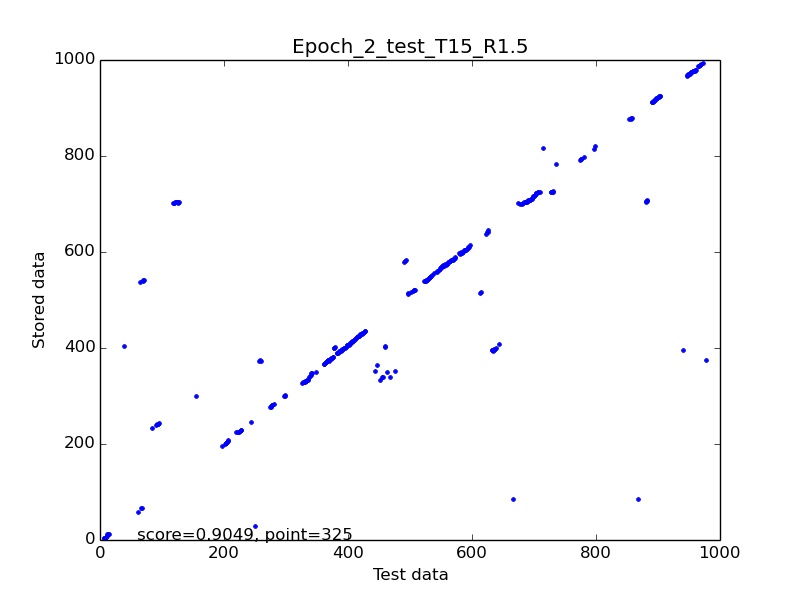 Epoch_2_test_T15_R1.5
1000
800
600
400
200
0
Stored data
score=0.9049, point=325
0 200 400 600 800 1000
Test data